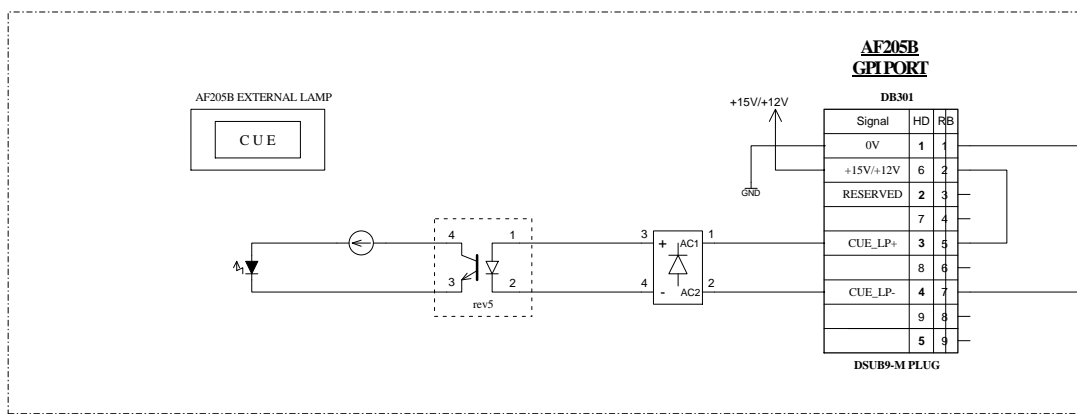 AF205B
GPI PORT
AF205B EXTERNAL LAMP
CUE
+15V/+12V
GND
DB301
Signal HD RB
0V 1 1
+15V/+12V 6 2
RESERVED 2 3
7 4
CUE_LP+ 3 5
8 6
CUE_LP- 4 7
9 8
5 9
DSUB9-M PLUG
4 1
3 2
rev5
3 + AC1 1
4 - AC2 2